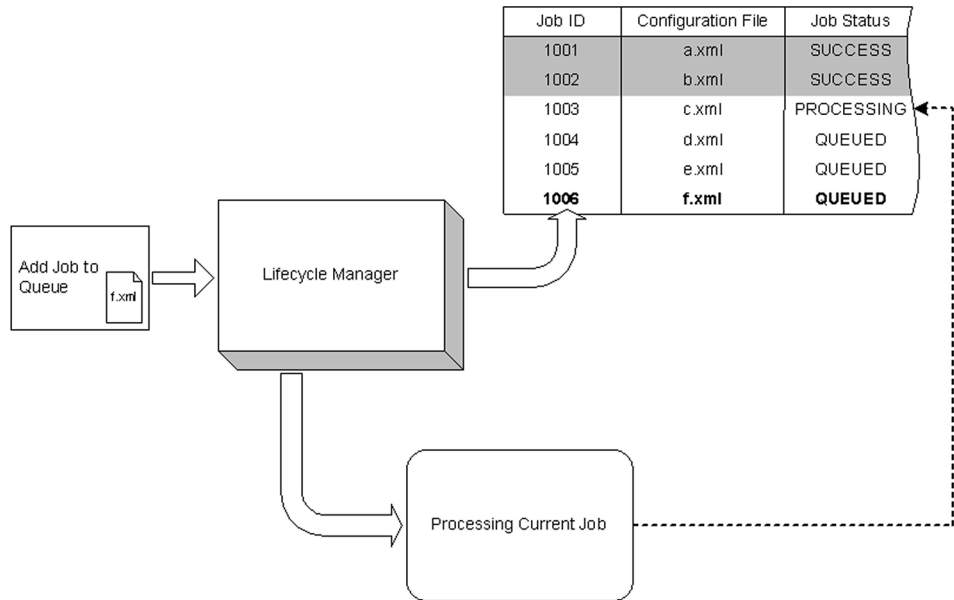 Job ID Configuration File Job Status
1001 a.xml SUCCESS
1002 b.xml SUCCESS
1003 c.xml PROCESSING
1004 d.xml QUEUED
1005 e.xml QUEUED
1006 f.xml QUEUED
Add Job to
Queue
f.xml
Lifecycle Manager
Processing Current Job